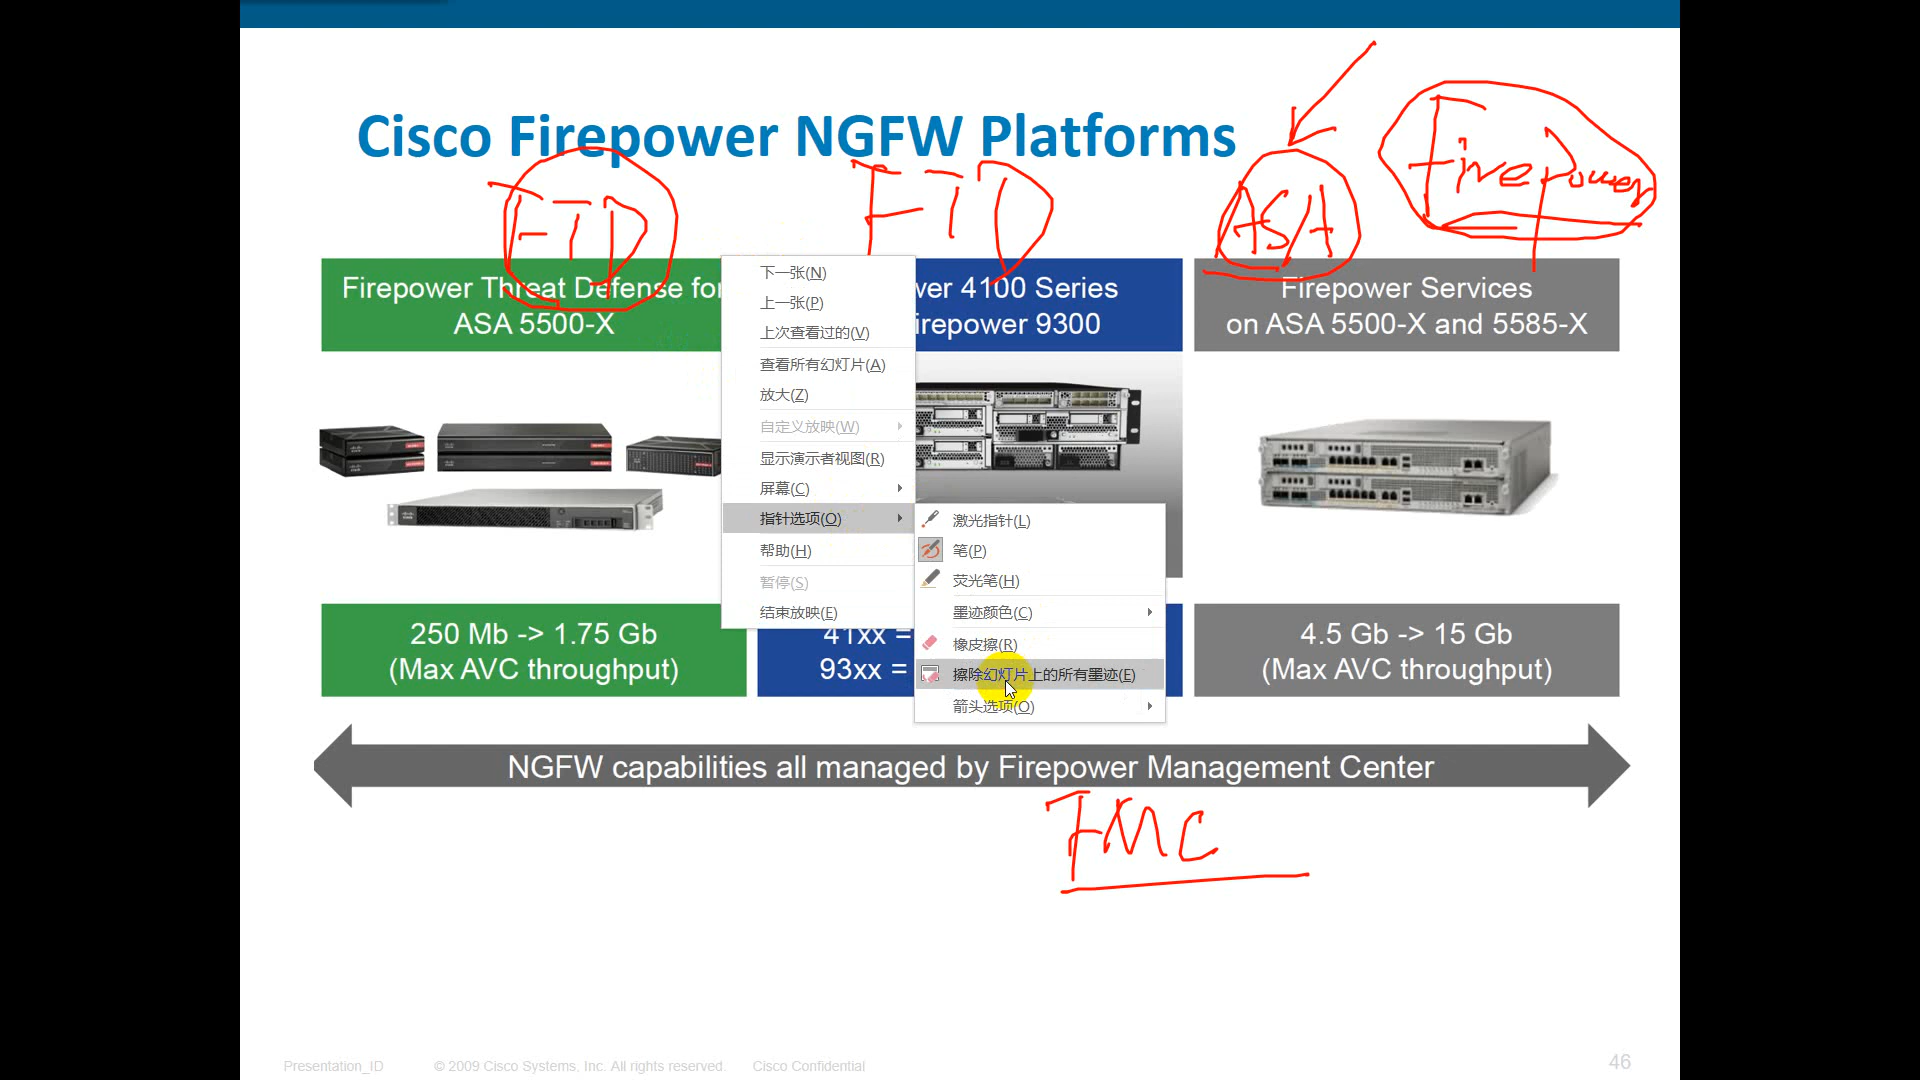 Cisco Firepower NGFW Platforms
FTD
FTD
ASA
Firepower
Firepower Threat Defense for
ASA 5500-X
wer 4100 Series
irepower 9300
Firepower Services
on ASA 5500-X and 5585-X
下一张(N)
上一张(P)
上次查看过的(V)
查看所有幻灯片(A)
放大(Z)
自定义放映(W)
显示演示者视图(R)
屏幕(C)
指针选项(O)
帮助(H)
暂停(S)
结束放映(E)
激光指针(L)
笔(P)
荧光笔(H)
墨迹颜色(C)
橡皮擦(R)
擦除幻灯片上的所有墨迹(E)
箭头选项(O)
250 Mb -> 1.75 Gb
(Max AVC throughput)
41xx =
93xx =
4.5 Gb -> 15 Gb
(Max AVC throughput)
NGFW capabilities all managed by Firepower Management Center
FMC
Presentation_ID
© 2009 Cisco Systems, Inc. All rights reserved.
Cisco Confidential
46